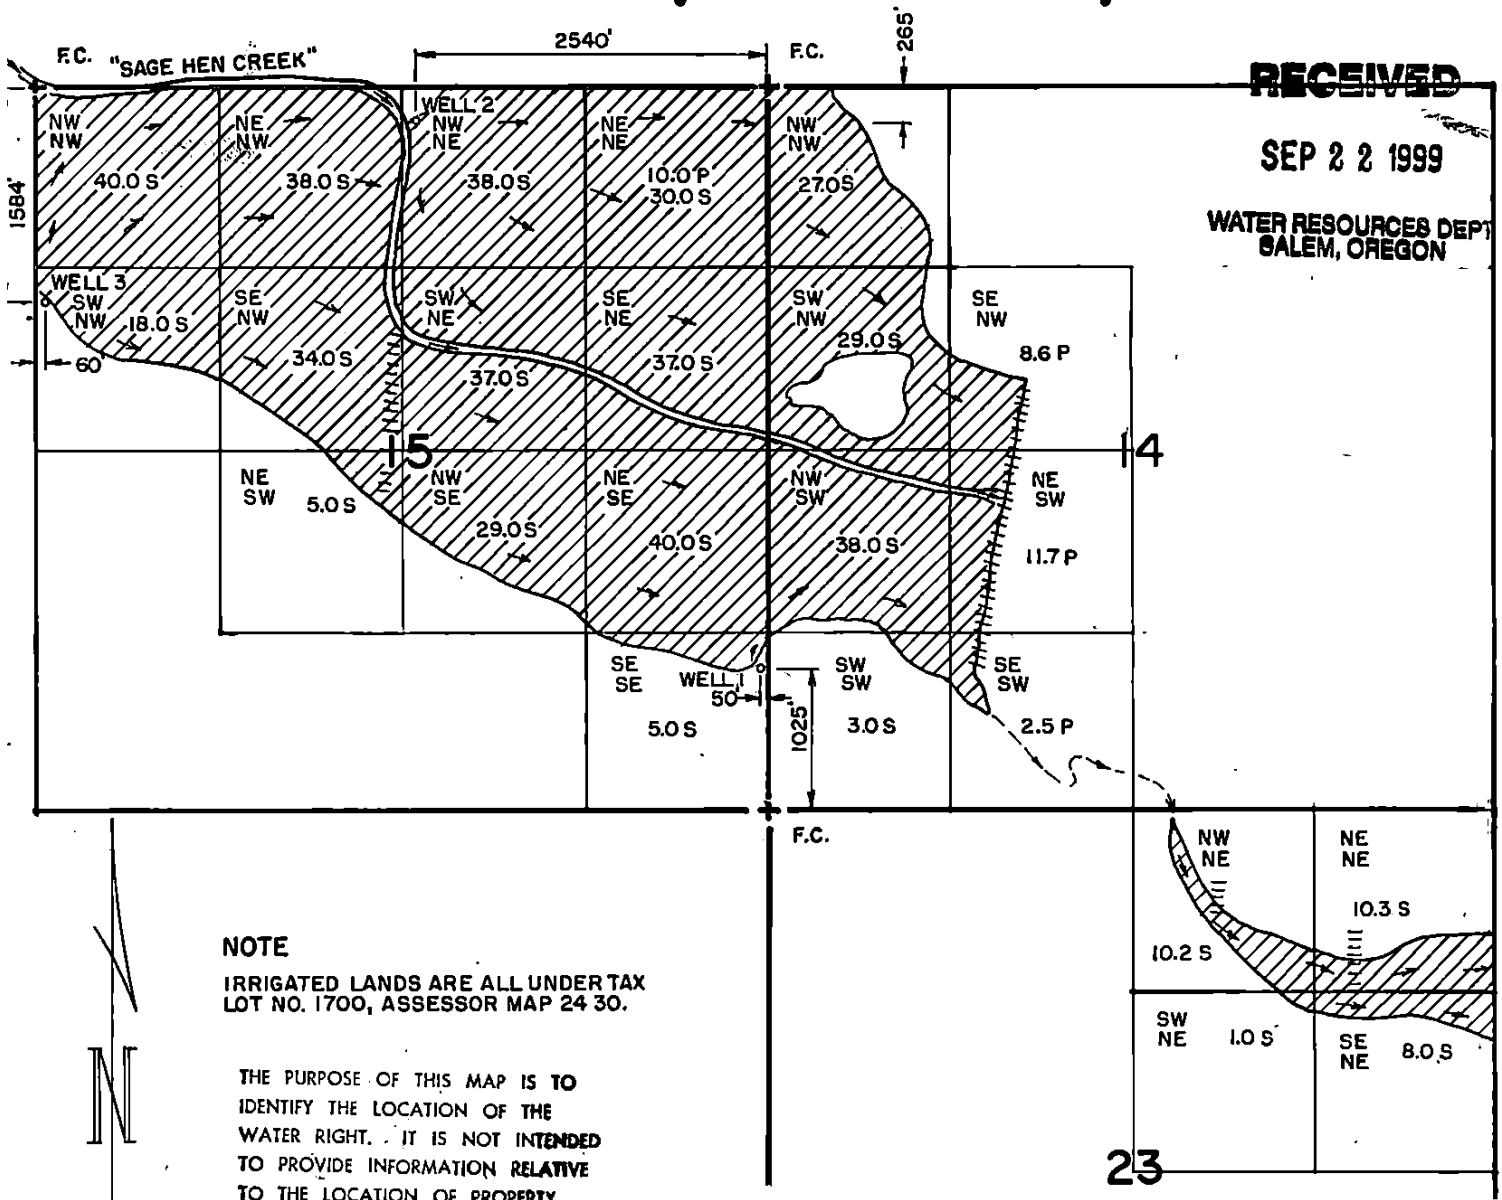 2540'
F.C.
265'
F.C.
"SAGE HEN CREEK"
RECEIVED
SEP 22 1999
WATER RESOURCES DEPT
SALEM, OREGON
WELL 2
NW
NW
NE
NW
NW
NE
NE
NE
NW
NW
40.0 S
38.0 S
38.0 S
10.0 P
30.0 S
27.0 S
1584'
WELL 3
SW
NW
SE
NW
SW
NE
SE
NE
SW
NW
SE
NW
18.0 S
34.0 S
37.0 S
37.0 S
29.0 S
8.6 P
60'
15
14
NE
SW
NW
SE
NE
SE
NW
SW
NE
SW
5.0 S
29.0 S
40.0 S
38.0 S
11.7 P
SE
SE
WELL 1
50'
SW
SW
SE
SW
5.0 S
1025'
3.0 S
2.5 P
F.C.
NW
NE
NE
NE
10.3 S
10.2 S
SW
NE
1.0 S
SE
NE
8.0 S
23
NOTE
IRRIGATED LANDS ARE ALL UNDER TAX
LOT NO. 1700, ASSESSOR MAP 24 30.
N
THE PURPOSE OF THIS MAP IS TO
IDENTIFY THE LOCATION OF THE
WATER RIGHT. IT IS NOT INTENDED
TO PROVIDE INFORMATION RELATIVE
TO THE LOCATION OF PROPERTY